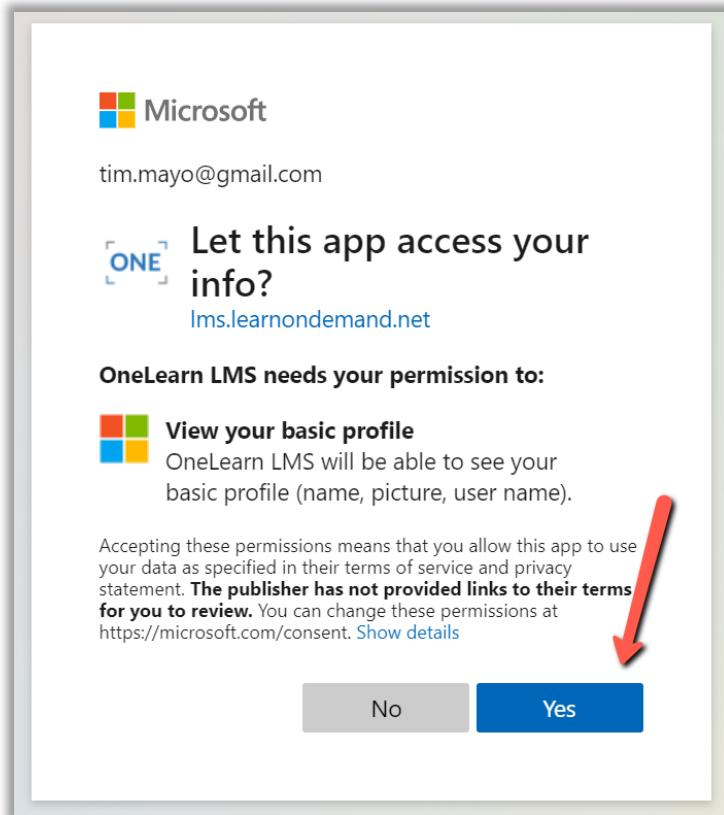 Microsoft
tim.mayo@gmail.com
ONE
Let this app access your
info?
lms.learnondemand.net
OneLearn LMS needs your permission to:
View your basic profile
OneLearn LMS will be able to see your
basic profile (name, picture, user name).
Accepting these permissions means that you allow this app to use
your data as specified in their terms of service and privacy
statement. The publisher has not provided links to their terms
for you to review. You can change these permissions at
https://microsoft.com/consent. Show details
No
Yes